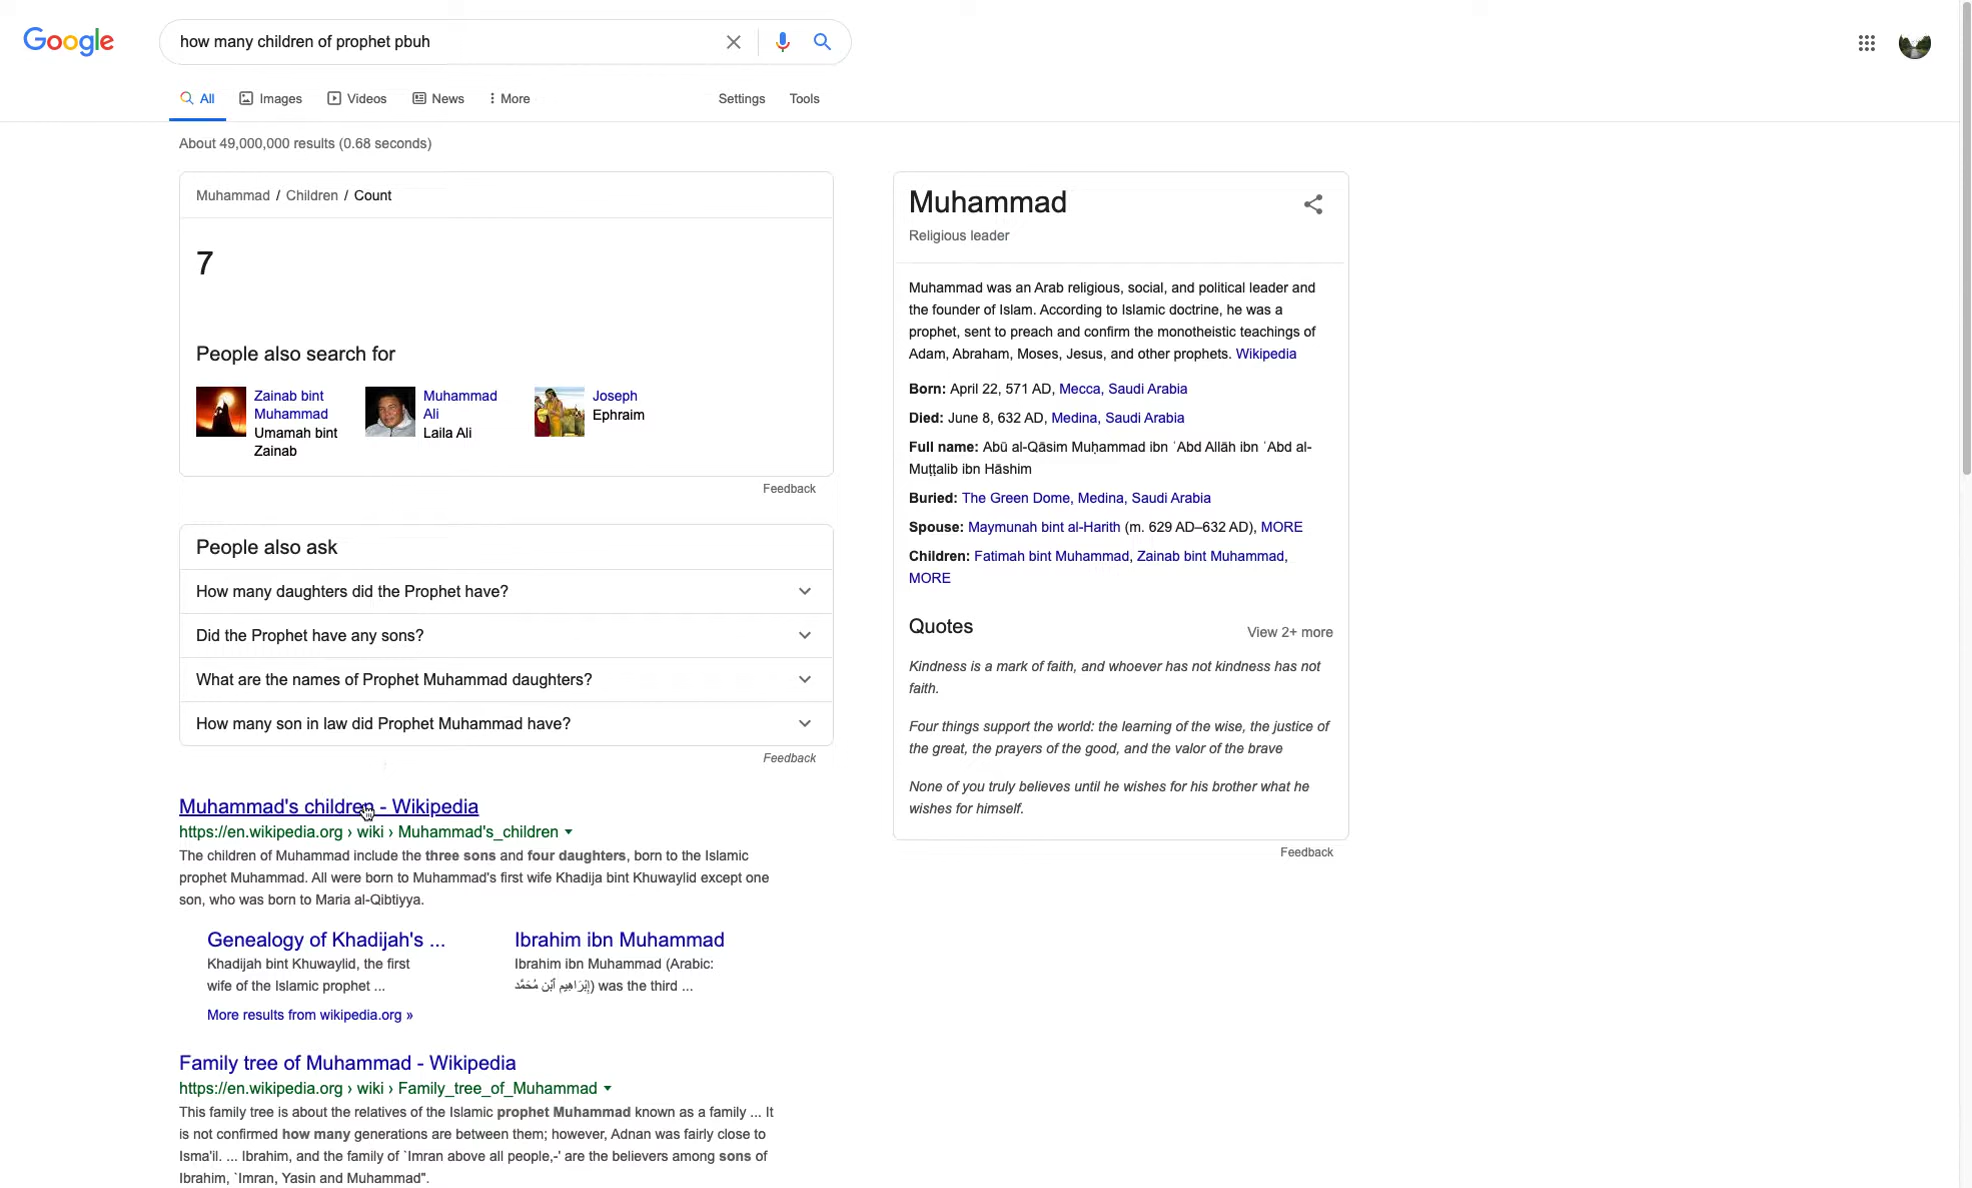 Google
how many children of prophet pbuh
All Images Videos News More Settings Tools
About 49,000,000 results (0.68 seconds)
Muhammad / Children / Count
7
People also search for
Zainab bint
Muhammad
Umamah bint
Zainab
Muhammad
Ali
Laila Ali
Joseph
Ephraim
Feedback
People also ask
How many daughters did the Prophet have?
Did the Prophet have any sons?
What are the names of Prophet Muhammad daughters?
How many son in law did Prophet Muhammad have?
Feedback
Muhammad's children - Wikipedia
https://en.wikipedia.org › wiki › Muhammad's_children
The children of Muhammad include the three sons and four daughters, born to the Islamic
prophet Muhammad. All were born to Muhammad's first wife Khadija bint Khuwaylid except one
son, who was born to Maria al-Qibtiyya.
Genealogy of Khadijah's ...
Khadijah bint Khuwaylid, the first
wife of the Islamic prophet ...
Ibrahim ibn Muhammad
Ibrahim ibn Muhammad (Arabic:
إِبْرَاهِيم ٱبْن مُحَمَّد) was the third ...
More results from wikipedia.org »
Family tree of Muhammad - Wikipedia
https://en.wikipedia.org › wiki › Family_tree_of_Muhammad
This family tree is about the relatives of the Islamic prophet Muhammad known as a family ... It
is not confirmed how many generations are between them; however, Adnan was fairly close to
Isma'il. ... Ibrahim, and the family of `Imran above all people,-' are the believers among sons of
Ibrahim, `Imran, Yasin and Muhammad".
Muhammad
Religious leader
Muhammad was an Arab religious, social, and political leader and
the founder of Islam. According to Islamic doctrine, he was a
prophet, sent to preach and confirm the monotheistic teachings of
Adam, Abraham, Moses, Jesus, and other prophets. Wikipedia
Born: April 22, 571 AD, Mecca, Saudi Arabia
Died: June 8, 632 AD, Medina, Saudi Arabia
Full name: Abū al-Qāsim Muḥammad ibn ʿAbd Allāh ibn ʿAbd al-
Muṭṭalib ibn Hāshim
Buried: The Green Dome, Medina, Saudi Arabia
Spouse: Maymunah bint al-Harith (m. 629 AD–632 AD), MORE
Children: Fatimah bint Muhammad, Zainab bint Muhammad,
MORE
Quotes
View 2+ more
Kindness is a mark of faith, and whoever has not kindness has not
faith.
Four things support the world: the learning of the wise, the justice of
the great, the prayers of the good, and the valor of the brave
None of you truly believes until he wishes for his brother what he
wishes for himself.
Feedback